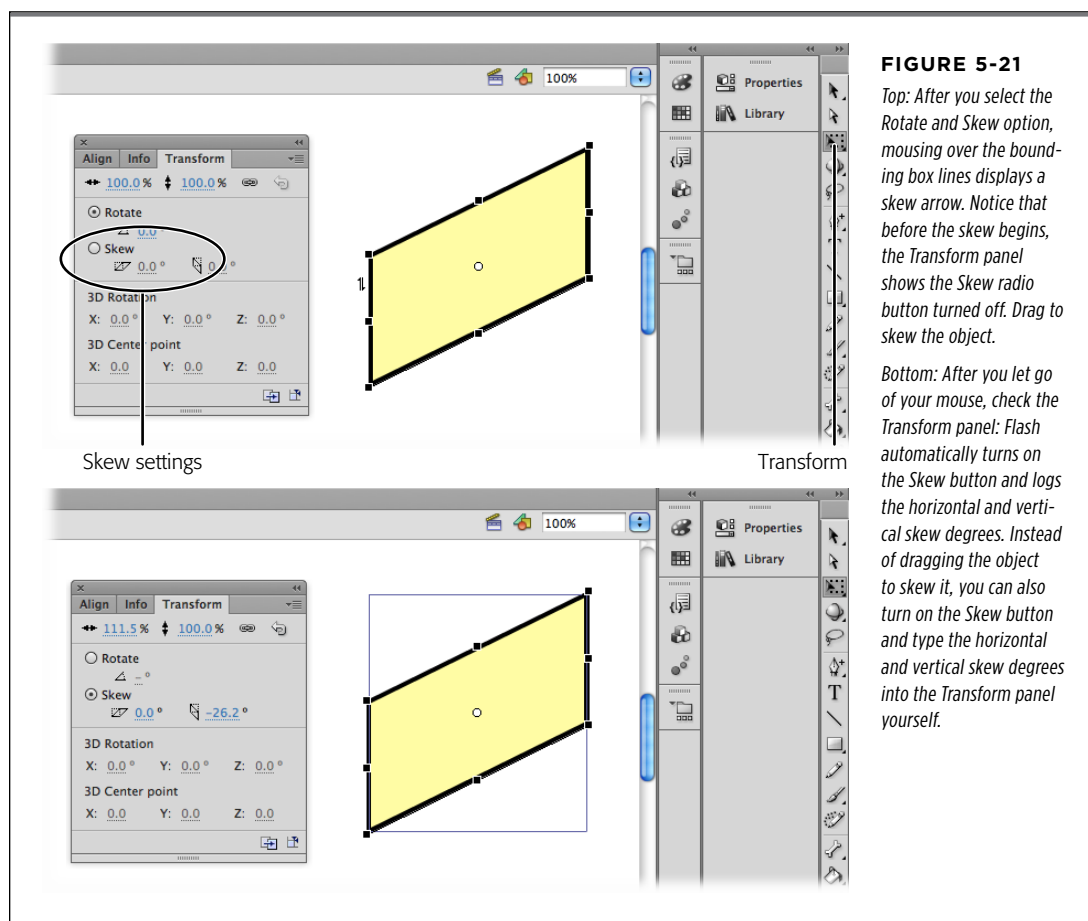 100%
Properties
Library
Align Info Transform
100.0 % 100.0 %
Rotate
0.0 °
Skew
0.0 °
3D Rotation
X: 0.0 ° Y: 0.0 ° Z: 0.0 °
3D Center point
X: 0.0 Y: 0.0 Z: 0.0
Skew settings
Transform
100%
Properties
Library
Align Info Transform
111.5 % 100.0 %
Rotate
– °
Skew
0.0 ° –26.2 °
3D Rotation
X: 0.0 ° Y: 0.0 ° Z: 0.0 °
3D Center point
X: 0.0 Y: 0.0 Z: 0.0
T
FIGURE 5-21
Top: After you select the
Rotate and Skew option,
mousing over the bound-
ing box lines displays a
skew arrow. Notice that
before the skew begins,
the Transform panel
shows the Skew radio
button turned off. Drag to
skew the object.
Bottom: After you let go
of your mouse, check the
Transform panel: Flash
automatically turns on
the Skew button and logs
the horizontal and verti-
cal skew degrees. Instead
of dragging the object
to skew it, you can also
turn on the Skew button
and type the horizontal
and vertical skew degrees
into the Transform panel
yourself.